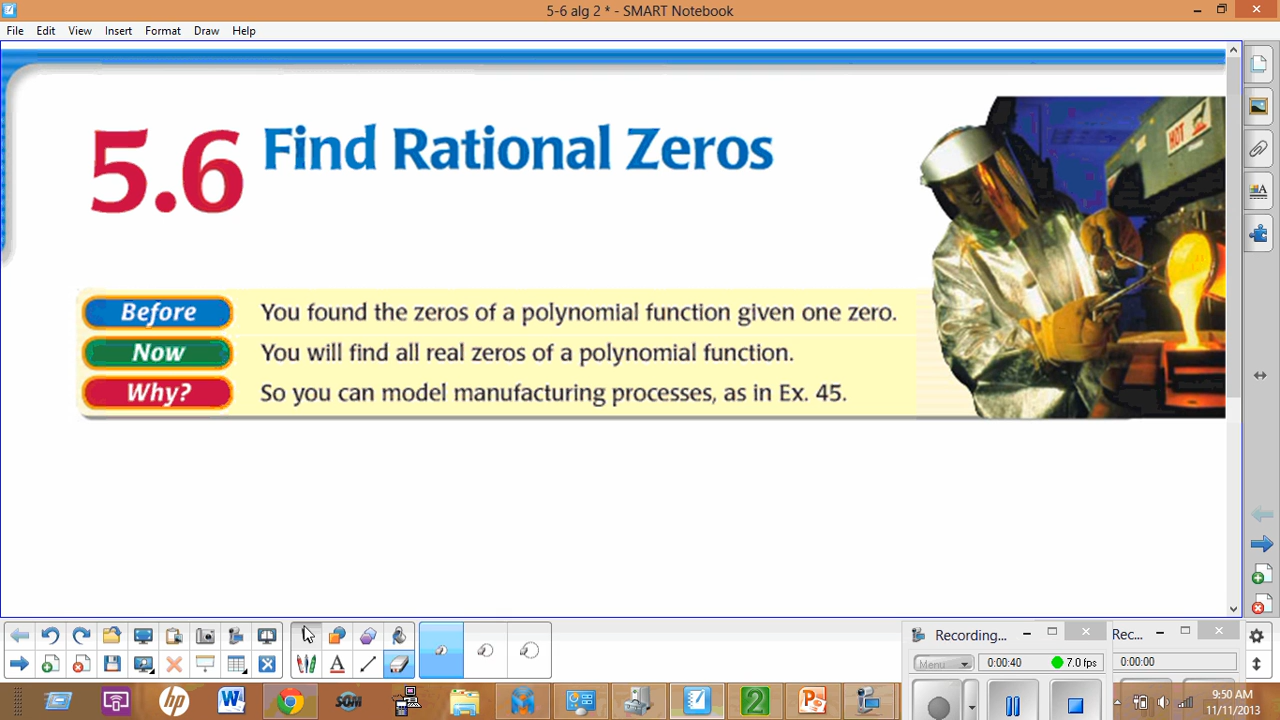 5-6 alg 2 * - SMART Notebook
File Edit View Insert Format Draw Help
5.6 Find Rational Zeros
HOT
Before You found the zeros of a polynomial function given one zero.
Now You will find all real zeros of a polynomial function.
Why? So you can model manufacturing processes, as in Ex. 45.
Recording...
Rec...
Menu 0:00:40 7.0 fps
0:00:00
hp
W
SOM
2
P
9:50 AM
11/11/2013